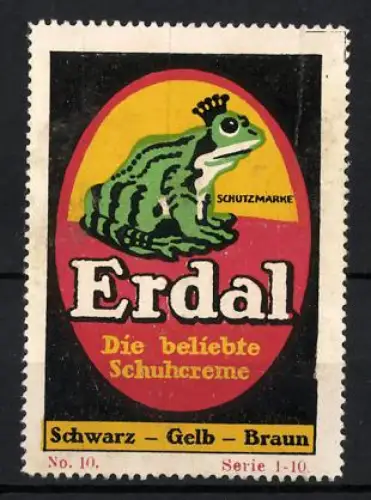 SCHUTZMARKE
Erdal
Die beliebte
Schuhcreme
Schwarz – Gelb – Braun
No. 10. Serie 1-10.